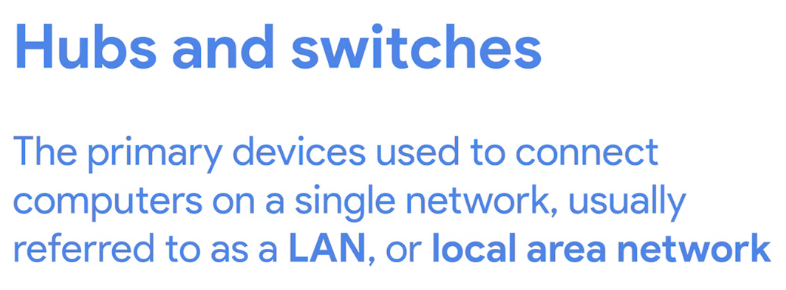 Hubs and switches
The primary devices used to connect
computers on a single network, usually
referred to as a LAN, or local area network